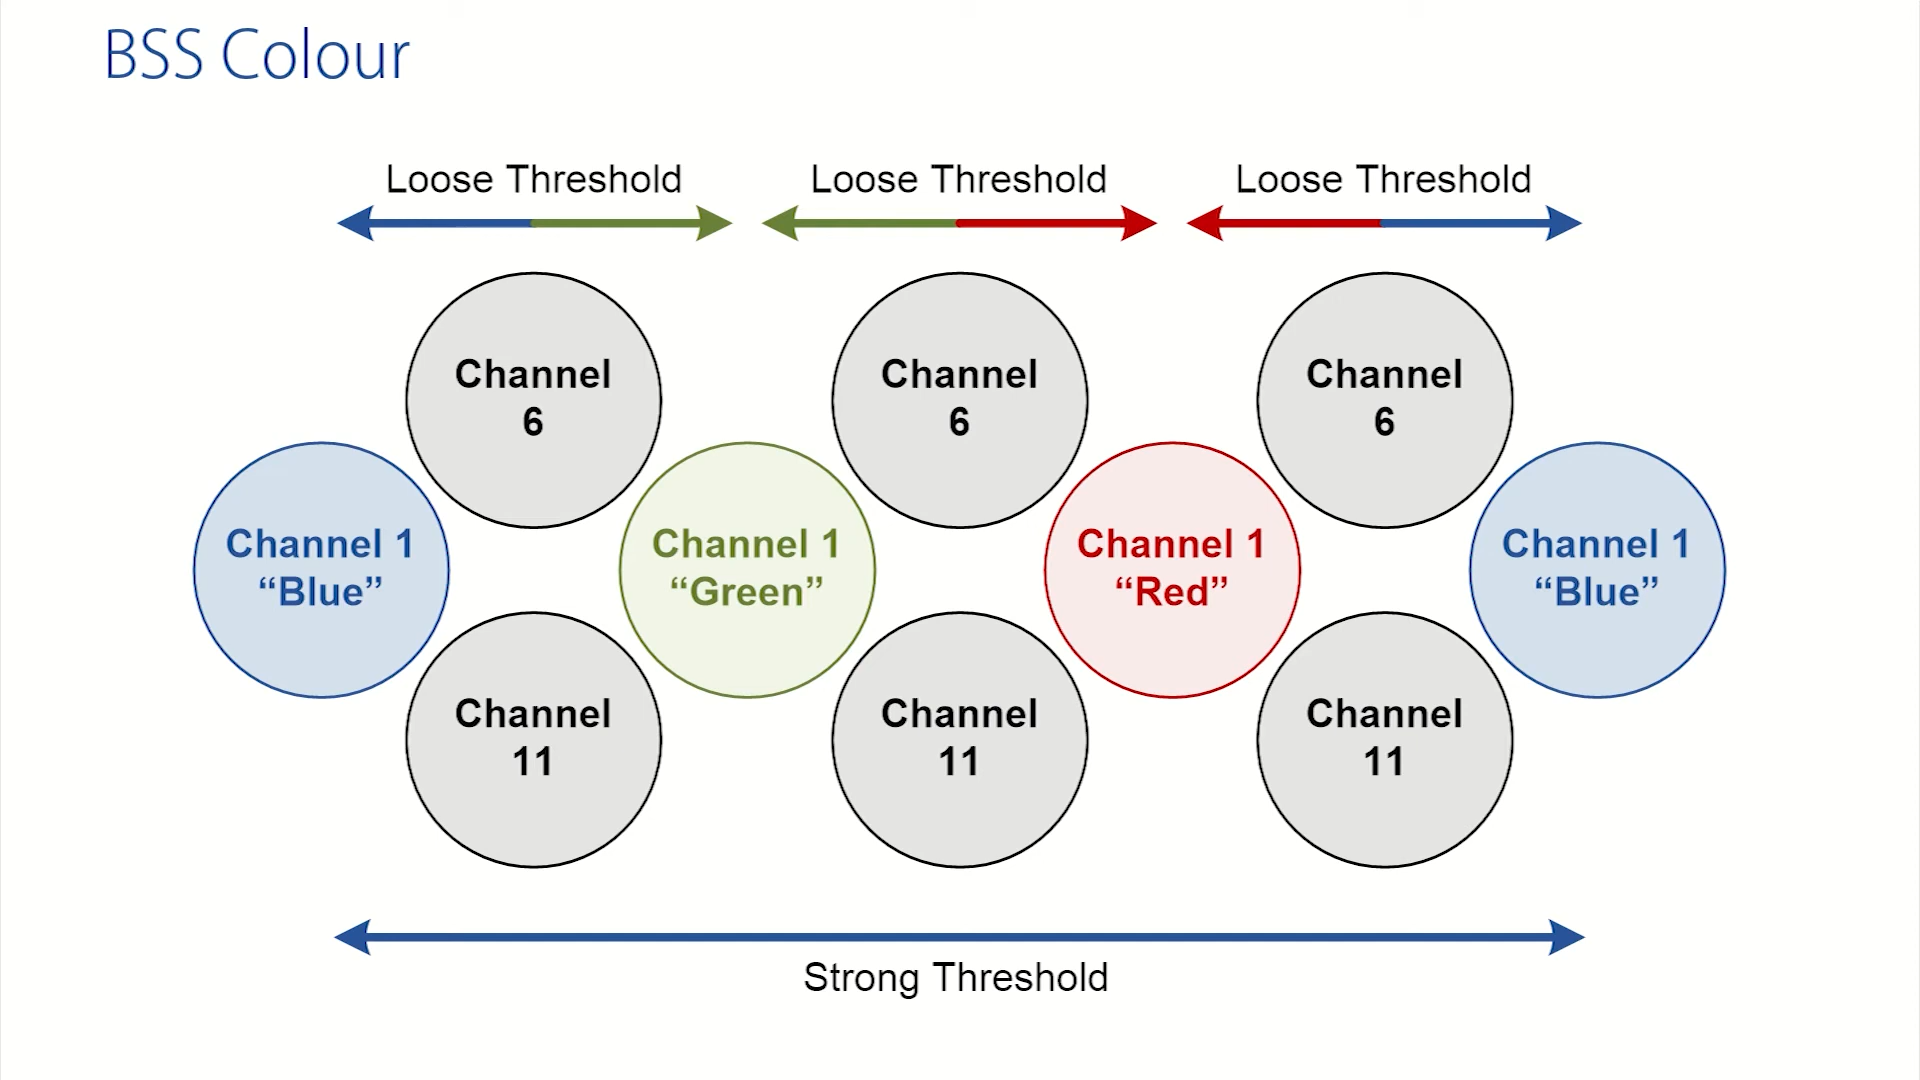 BSS Colour
Loose Threshold
Loose Threshold
Loose Threshold
Channel
6
Channel
6
Channel
6
Channel 1
“Blue”
Channel 1
“Green”
Channel 1
“Red”
Channel 1
“Blue”
Channel
11
Channel
11
Channel
11
Strong Threshold